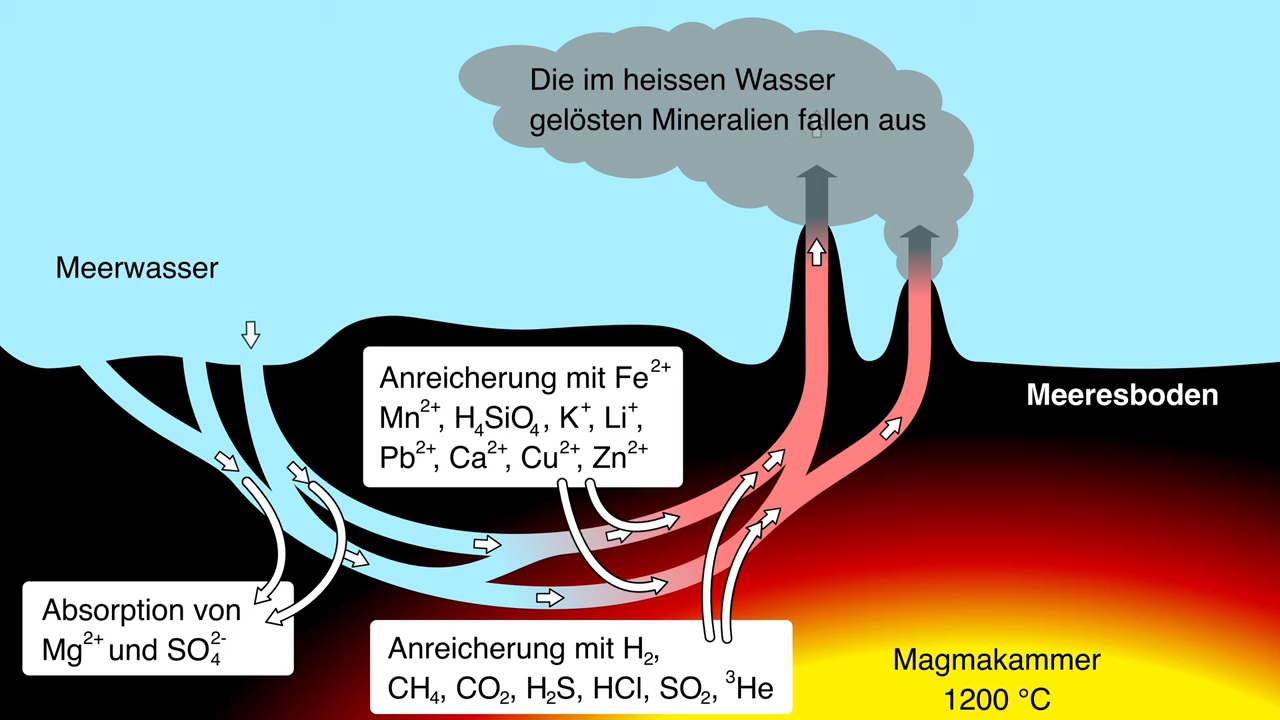 Die im heissen Wasser
gelösten Mineralien fallen aus
Meerwasser
Anreicherung mit Fe²⁺
Mn²⁺, H₄SiO₄, K⁺, Li⁺,
Pb²⁺, Ca²⁺, Cu²⁺, Zn²⁺
Meeresboden
Absorption von
Mg²⁺ und SO₄²⁻
Anreicherung mit H₂,
CH₄, CO₂, H₂S, HCl, SO₂, ³He
Magmakammer
1200 °C